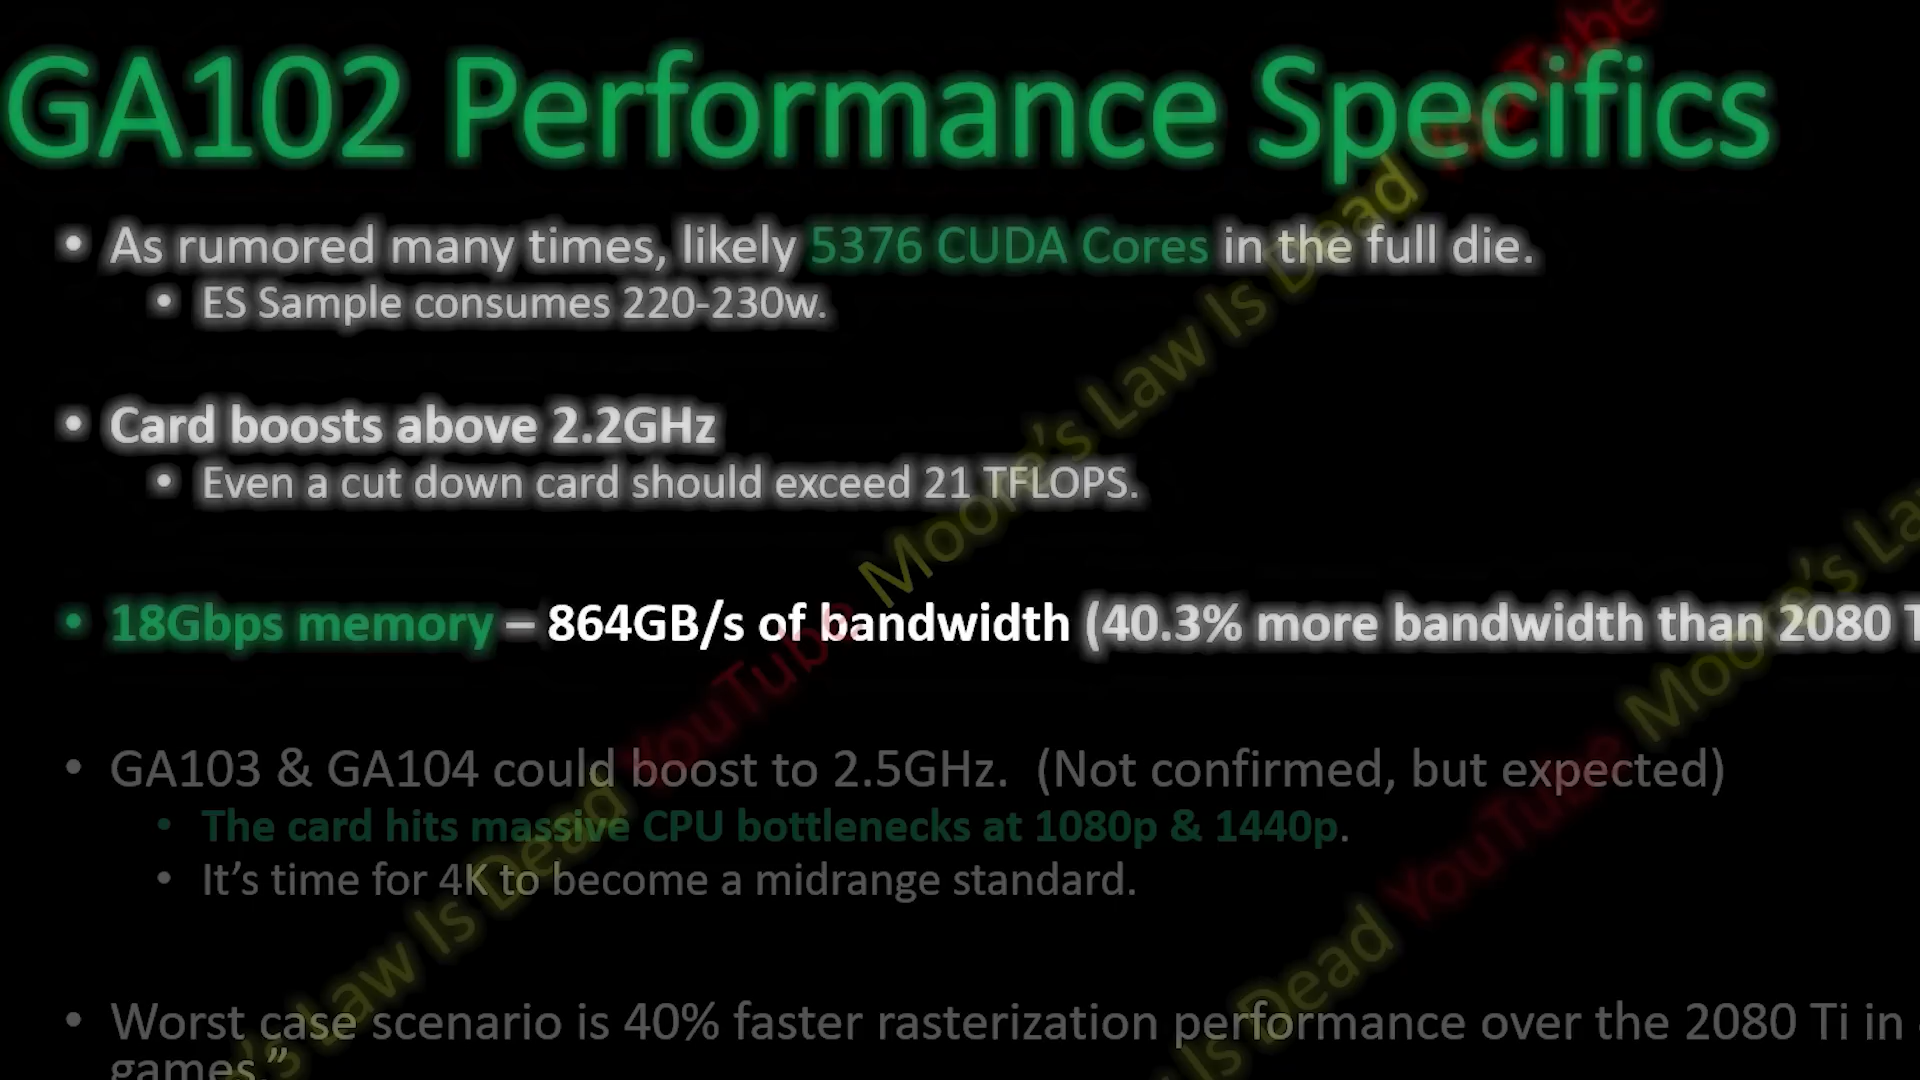 GA102 Performance Specifics
• As rumored many times, likely 5376 CUDA Cores in the full die.
• ES Sample consumes 220-230w.
• Card boosts above 2.2GHz
• Even a cut down card should exceed 21 TFLOPS.
• 18Gbps memory – 864GB/s of bandwidth (40.3% more bandwidth than 2080 T
• GA103 & GA104 could boost to 2.5GHz. (Not confirmed, but expected)
• The card hits massive CPU bottlenecks at 1080p & 1440p.
• It’s time for 4K to become a midrange standard.
• Worst case scenario is 40% faster rasterization performance over the 2080 Ti in
games.”
’s Law Is Dead YouTube Moore’s Law Is Dead YouTube
Is Dead YouTube Moore’s La